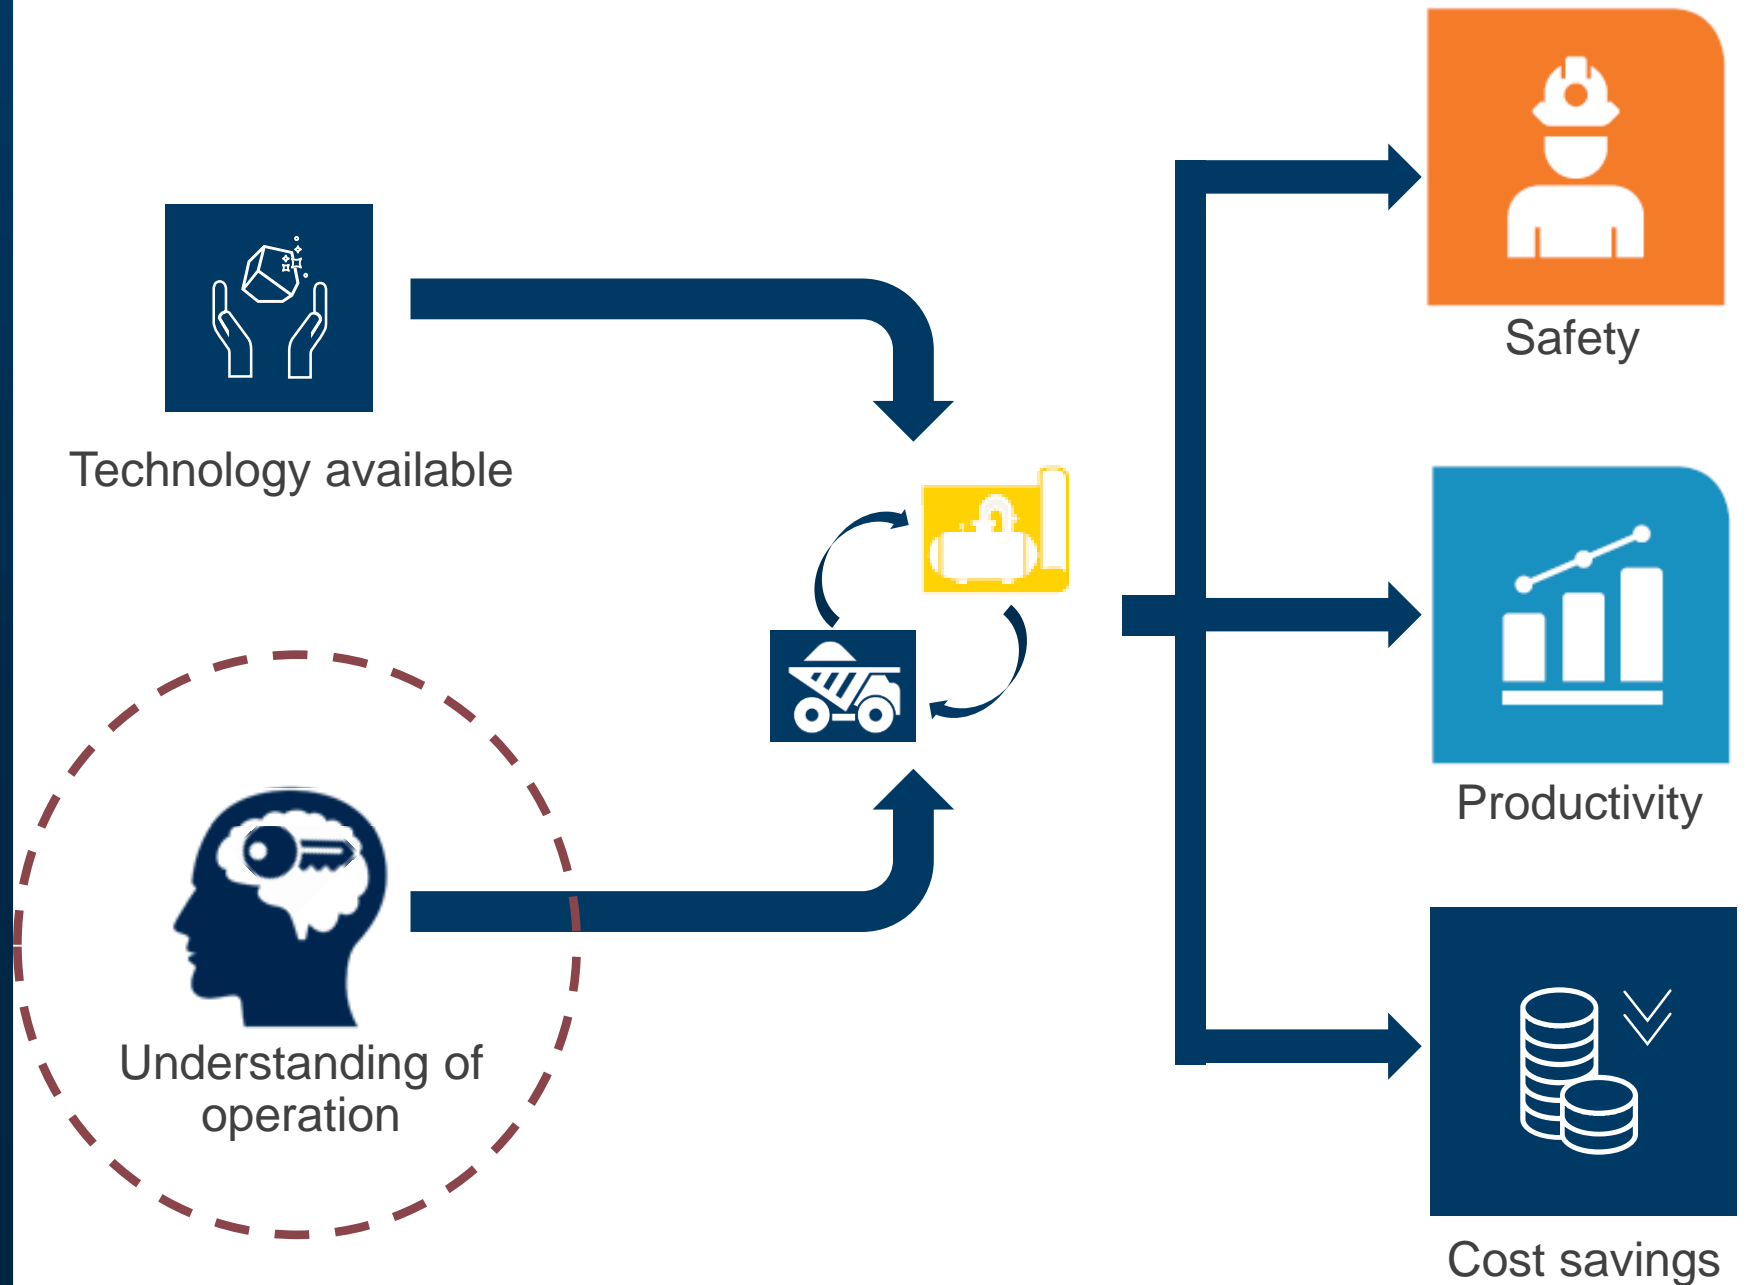 Safety
Technology available
Productivity
Understanding of
operation
Cost savings